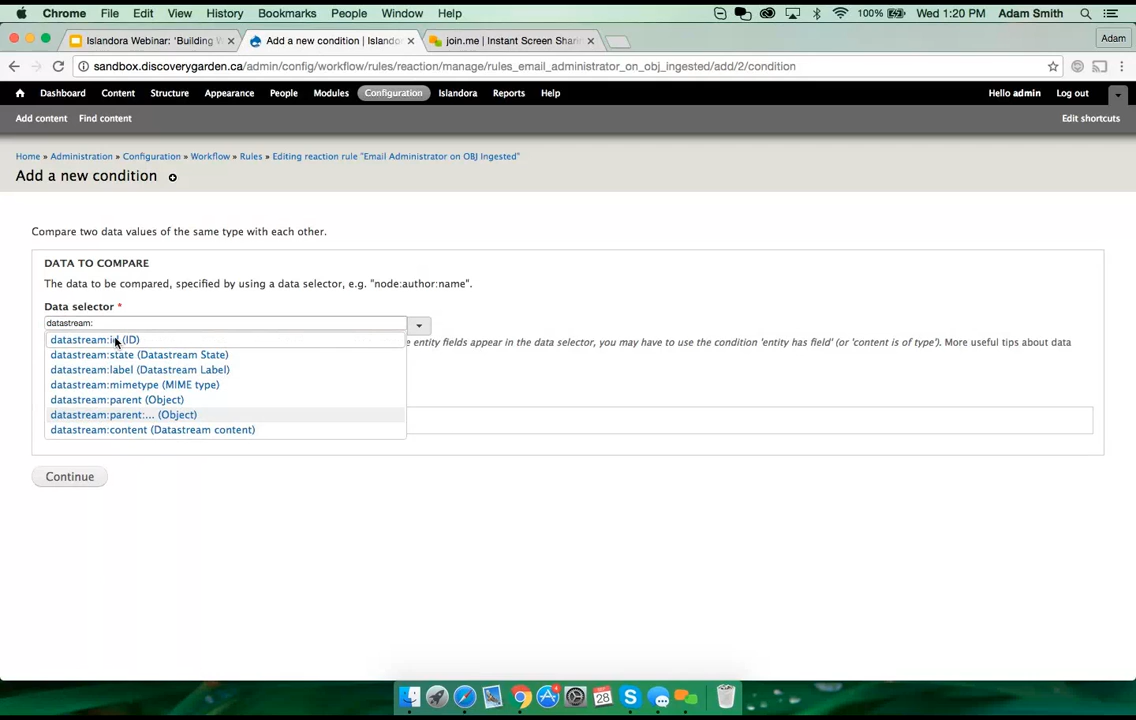 Chrome File Edit View History Bookmarks People Window Help 100% Wed 1:20 PM Adam Smith
Islandora Webinar: 'Building Add a new condition | Islando join.me | Instant Screen Shari Adam
sandbox.discoverygarden.ca/admin/config/workflow/rules/reaction/manage/rules_email_administrator_on_obj_ingested/add/2/condition
Dashboard Content Structure Appearance People Modules Configuration Islandora Reports Help Hello admin Log out
Add content Find content Edit shortcuts
Home » Administration » Configuration » Workflow » Rules » Editing reaction rule "Email Administrator on OBJ Ingested"
Add a new condition
Compare two data values of the same type with each other.
DATA TO COMPARE
The data to be compared, specified by using a data selector, e.g. "node:author:name".
Data selector *
datastream:
datastream:id (ID)
e entity fields appear in the data selector, you may have to use the condition 'entity has field' (or 'content is of type'). More useful tips about data
datastream:state (Datastream State)
datastream:label (Datastream Label)
datastream:mimetype (MIME type)
datastream:parent (Object)
datastream:parent:... (Object)
datastream:content (Datastream content)
Continue
28